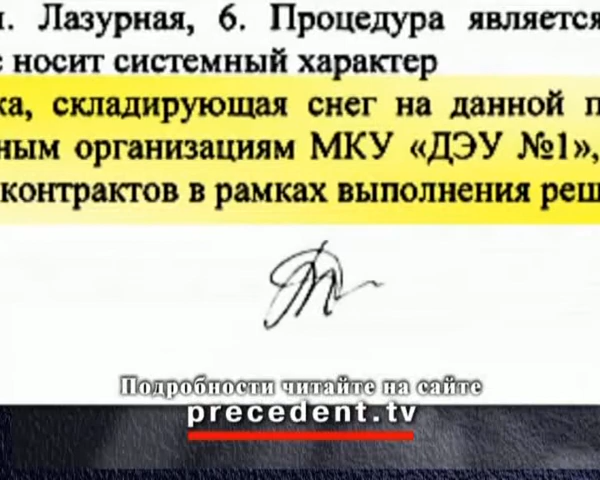 л. Лазурная, 6. Процедура является
с носит системный характер
ка, складирующая снег на данной п
ным организациям МКУ «ДЭУ №1»,
контрактов в рамках выполнения реш
Подробности читайте на сайте
precedent.tv